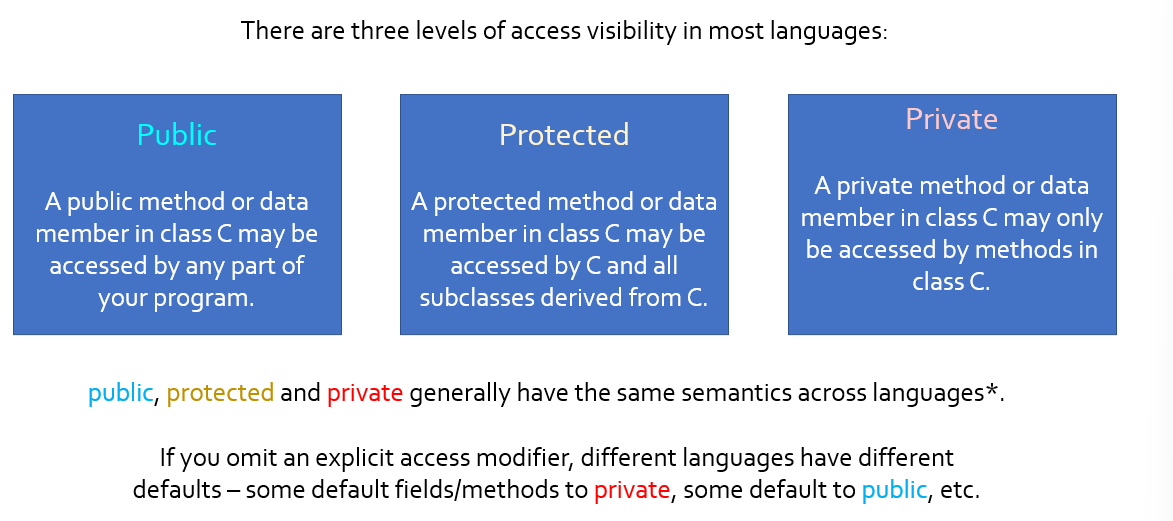 There are three levels of access visibility in most languages:
Public
A public method or data
member in class C may be
accessed by any part of
your program.
Protected
A protected method or data
member in class C may be
accessed by C and all
subclasses derived from C.
Private
A private method or data
member in class C may only
be accessed by methods in
class C.
public, protected and private generally have the same semantics across languages*.
If you omit an explicit access modifier, different languages have different
defaults – some default fields/methods to private, some default to public, etc.